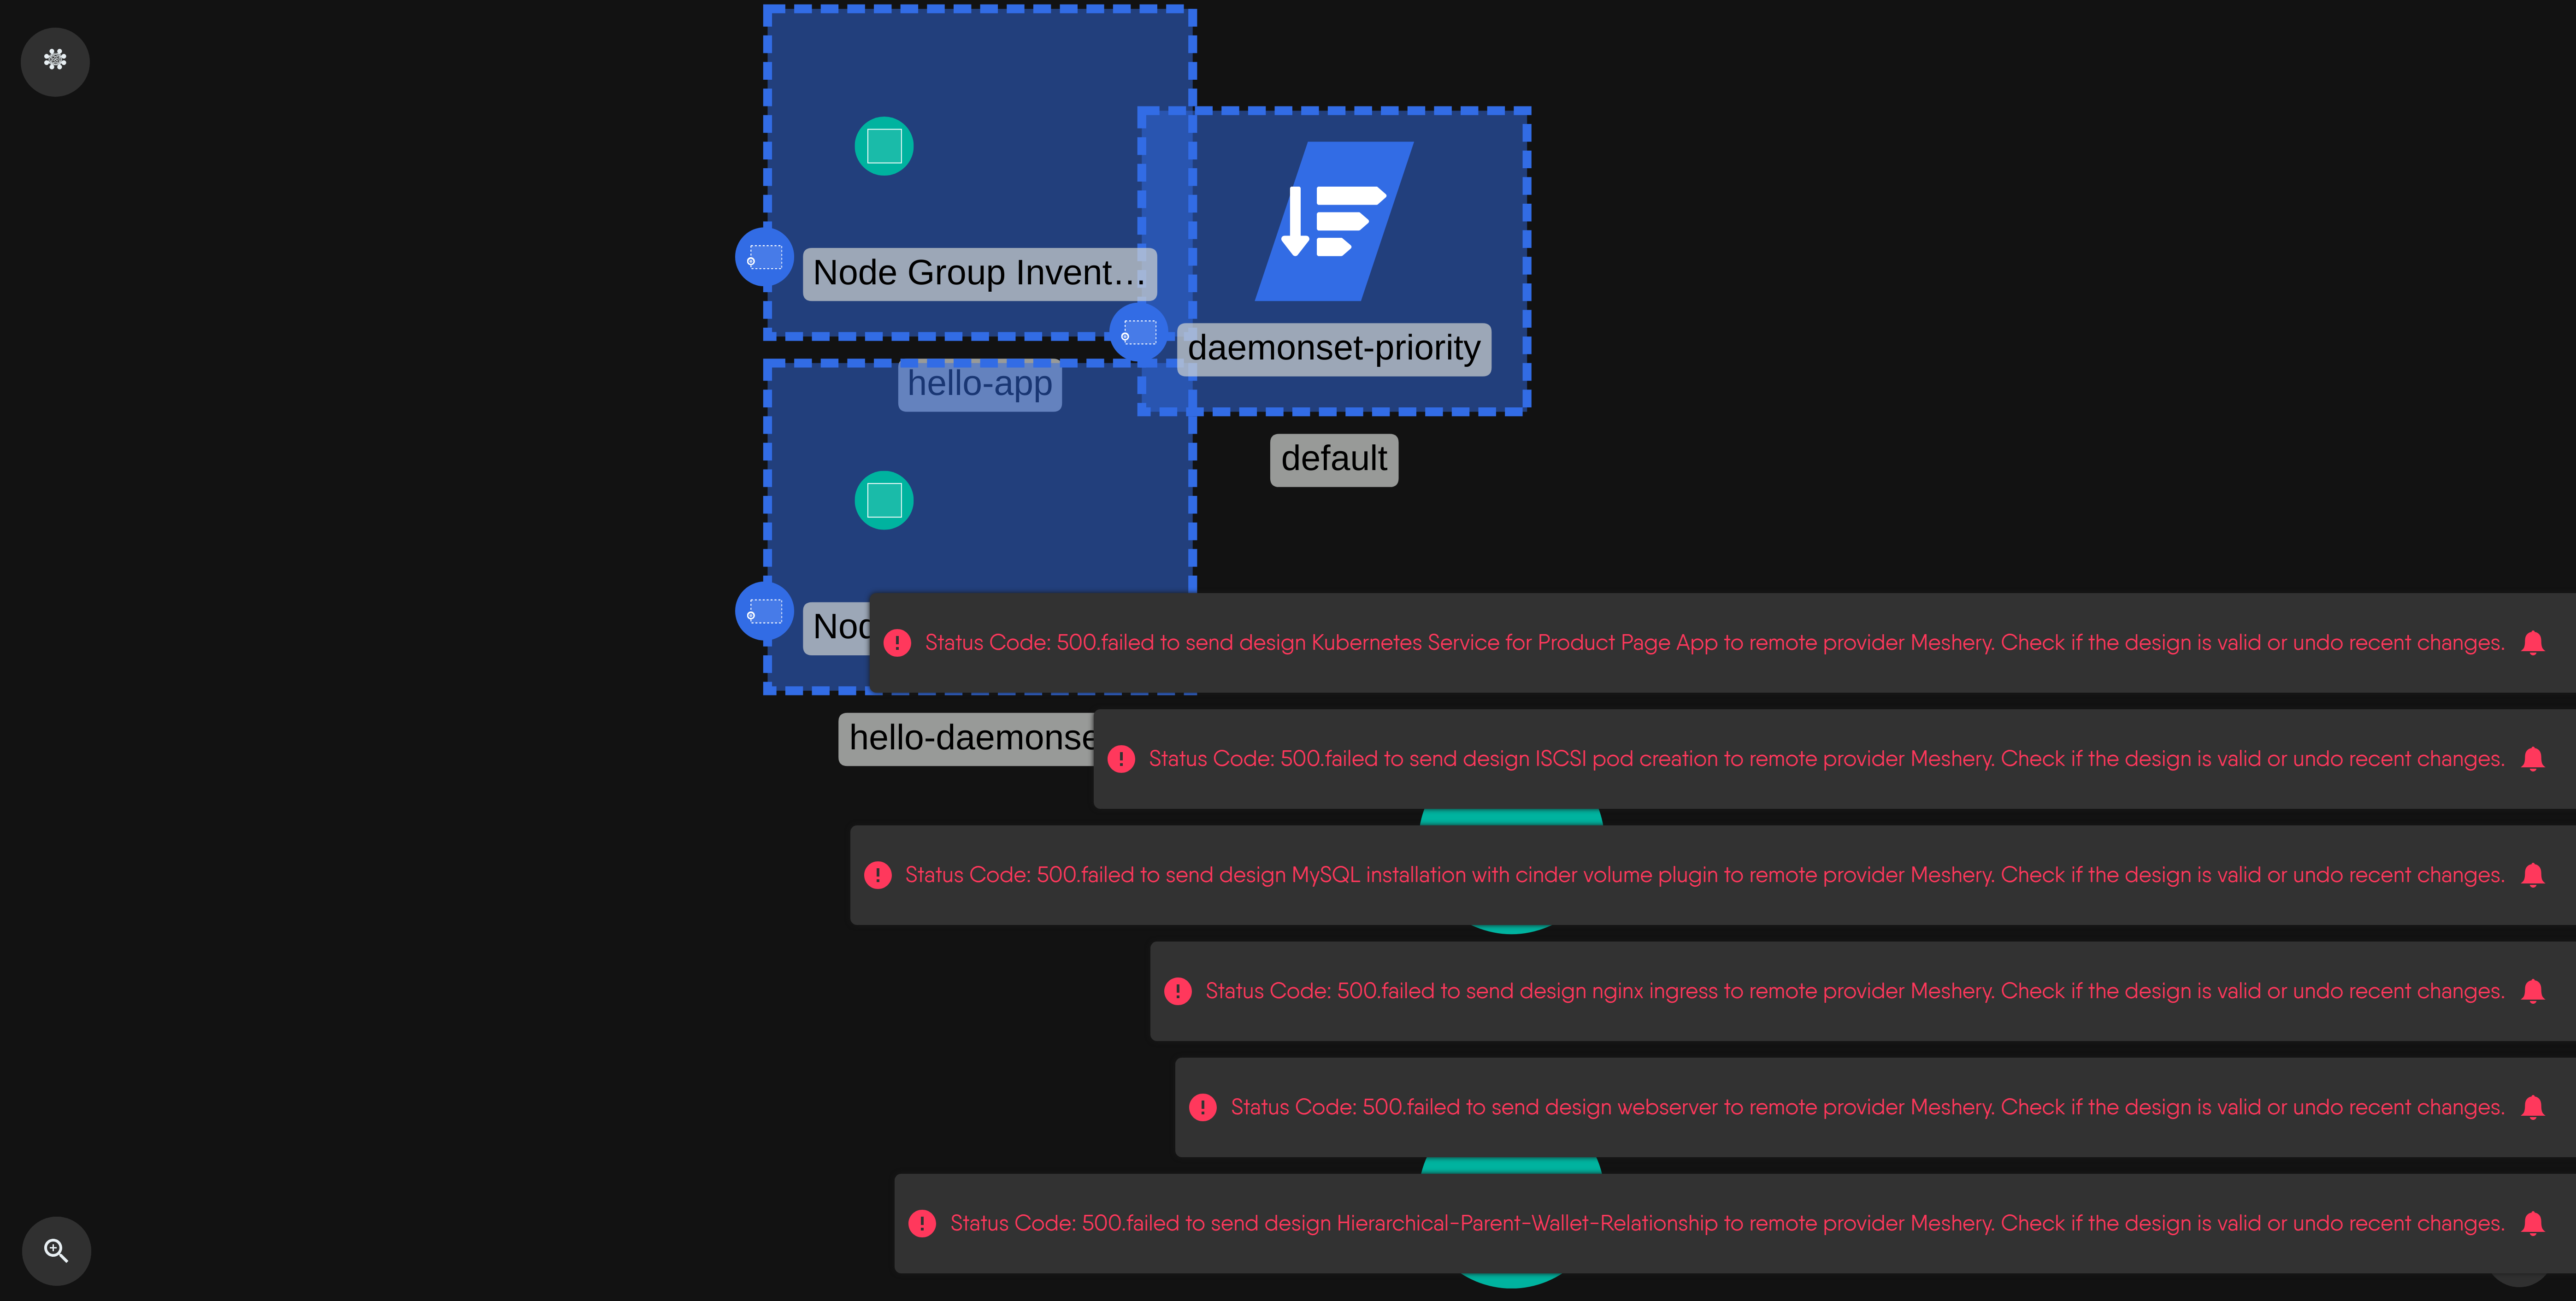 Node Group Invent...
daemonset-priority
hello-app
default
Nod
hello-daemonse
Status Code: 500.failed to send design Kubernetes Service for Product Page App to remote provider Meshery. Check if the design is valid or undo recent changes.
Status Code: 500.failed to send design ISCSI pod creation to remote provider Meshery. Check if the design is valid or undo recent changes.
Status Code: 500.failed to send design MySQL installation with cinder volume plugin to remote provider Meshery. Check if the design is valid or undo recent changes.
Status Code: 500.failed to send design nginx ingress to remote provider Meshery. Check if the design is valid or undo recent changes.
Status Code: 500.failed to send design webserver to remote provider Meshery. Check if the design is valid or undo recent changes.
Status Code: 500.failed to send design Hierarchical-Parent-Wallet-Relationship to remote provider Meshery. Check if the design is valid or undo recent changes.